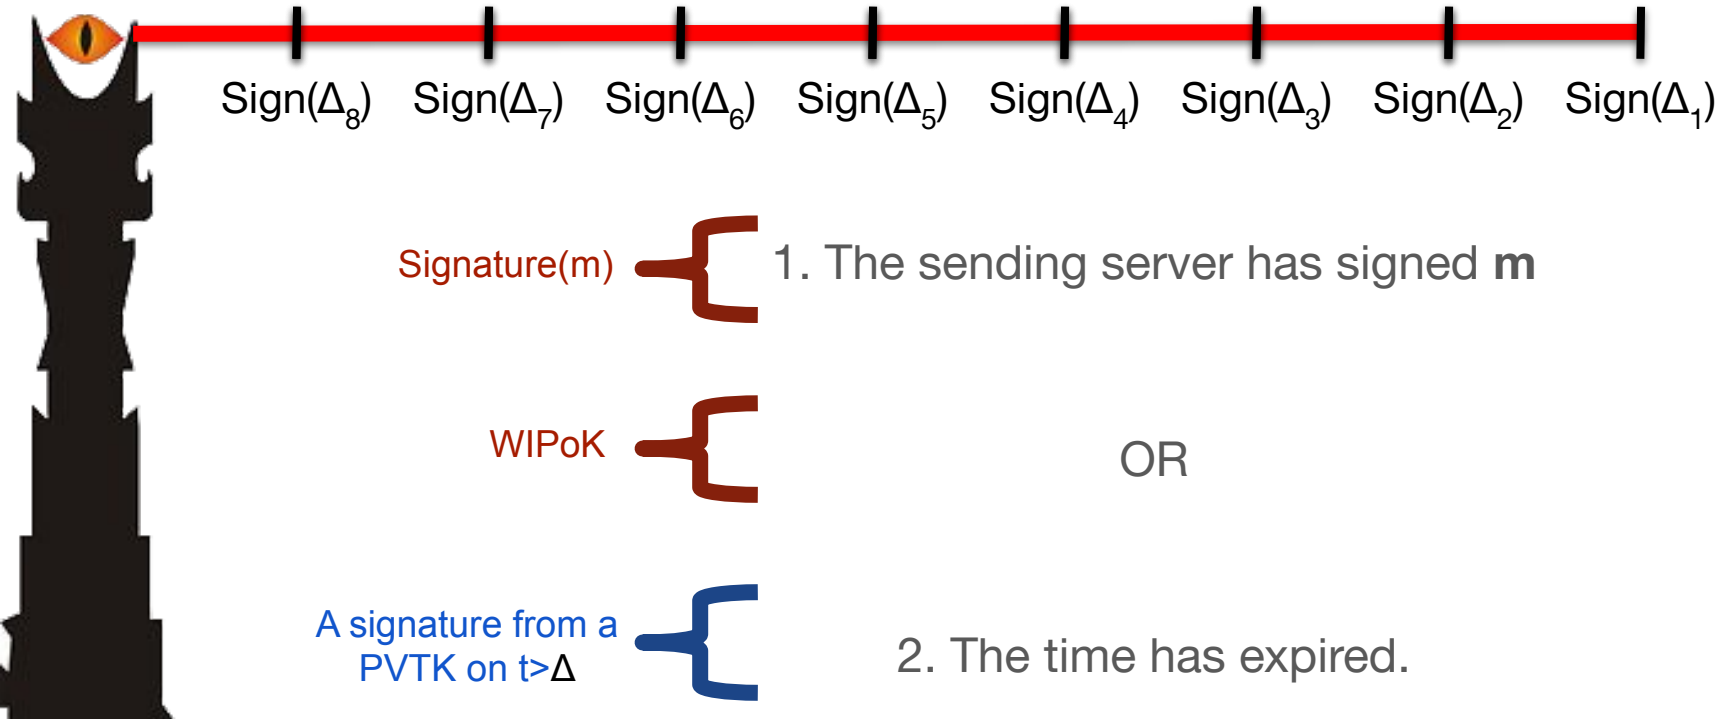 Sign(Δ₈) Sign(Δ₇) Sign(Δ₆) Sign(Δ₅) Sign(Δ₄) Sign(Δ₃) Sign(Δ₂) Sign(Δ₁)
Signature(m) 1. The sending server has signed m
WIPoK OR
A signature from a
PVTK on t>Δ
2. The time has expired.